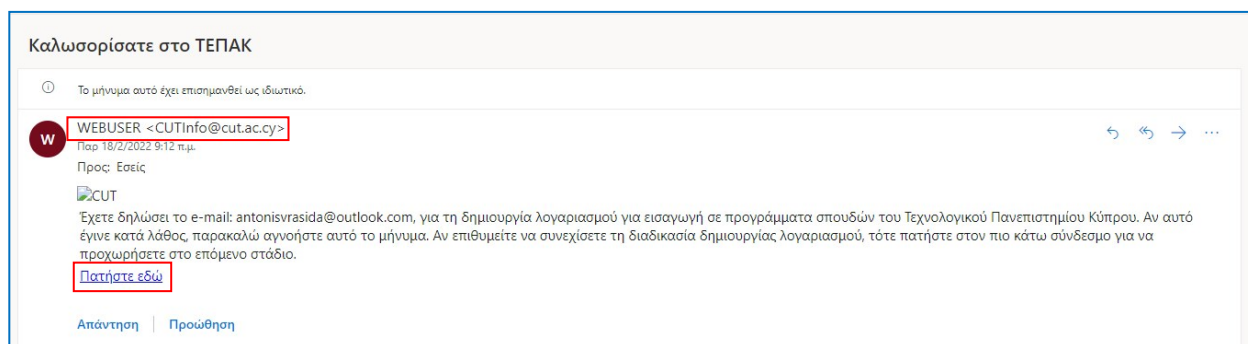 Καλωσορίσατε στο ΤΕΠΑΚ
Το μήνυμα αυτό έχει επισημανθεί ως ιδιωτικό.
W
WEBUSER <CUTInfo@cut.ac.cy>
Παρ 18/2/2022 9:12 π.μ.
Προς: Εσείς
CUT
Έχετε δηλώσει το e-mail: antonisvrasida@outlook.com, για τη δημιουργία λογαριασμού για εισαγωγή σε προγράμματα σπουδών του Τεχνολογικού Πανεπιστημίου Κύπρου. Αν αυτό
έγινε κατά λάθος, παρακαλώ αγνοήστε αυτό το μήνυμα. Αν επιθυμείτε να συνεχίσετε τη διαδικασία δημιουργίας λογαριασμού, τότε πατήστε στον πιο κάτω σύνδεσμο για να
προχωρήσετε στο επόμενο στάδιο.
Πατήστε εδώ
Απάντηση Προώθηση